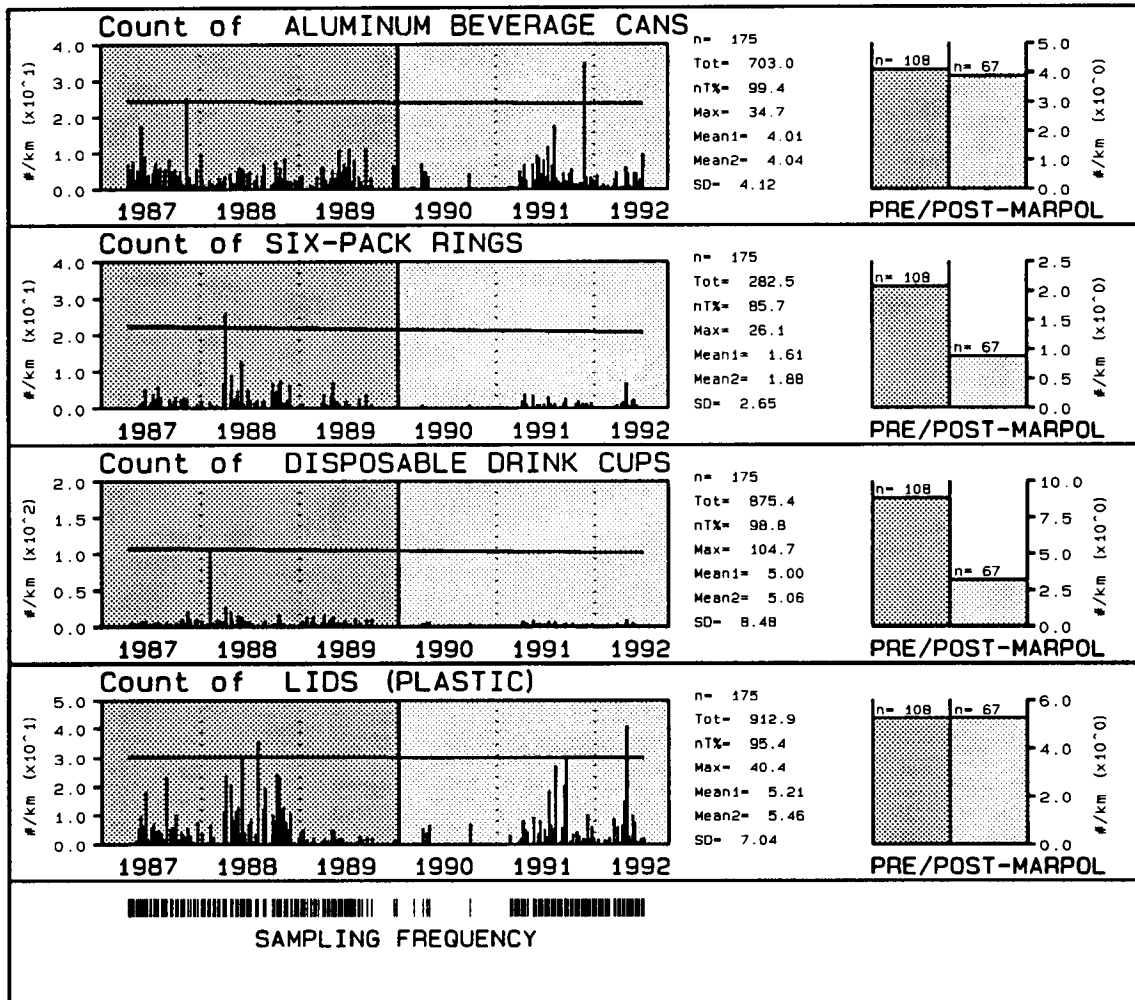 Count of ALUMINUM BEVERAGE CANS
#/km (x10^1)
4.0
3.0
2.0
1.0
0.0
1987 1988 1989 1990 1991 1992
n= 175
Tot= 703.0
nT%= 99.4
Max= 34.7
Mean1= 4.01
Mean2= 4.04
SD= 4.12
n= 108
n= 67
5.0
4.0
3.0
2.0
1.0
0.0
#/km (x10^0)
PRE/POST-MARPOL
Count of SIX-PACK RINGS
#/km (x10^1)
4.0
3.0
2.0
1.0
0.0
1987 1988 1989 1990 1991 1992
n= 175
Tot= 282.5
nT%= 85.7
Max= 26.1
Mean1= 1.61
Mean2= 1.88
SD= 2.65
n= 108
n= 67
2.5
2.0
1.5
1.0
0.5
0.0
#/km (x10^0)
PRE/POST-MARPOL
Count of DISPOSABLE DRINK CUPS
#/km (x10^2)
2.0
1.5
1.0
0.5
0.0
1987 1988 1989 1990 1991 1992
n= 175
Tot= 875.4
nT%= 98.8
Max= 104.7
Mean1= 5.00
Mean2= 5.06
SD= 8.48
n= 108
n= 67
10.0
7.5
5.0
2.5
0.0
#/km (x10^0)
PRE/POST-MARPOL
Count of LIDS (PLASTIC)
#/km (x10^1)
5.0
4.0
3.0
2.0
1.0
0.0
1987 1988 1989 1990 1991 1992
n= 175
Tot= 912.9
nT%= 95.4
Max= 40.4
Mean1= 5.21
Mean2= 5.46
SD= 7.04
n= 108
n= 67
6.0
4.0
2.0
0.0
#/km (x10^0)
PRE/POST-MARPOL
SAMPLING FREQUENCY